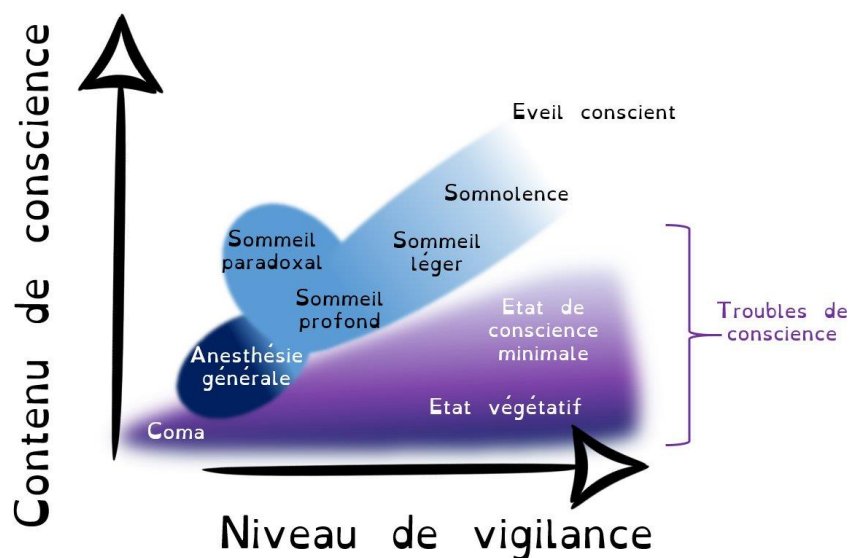 Contenu de conscience
Eveil conscient
Somnolence
Sommeil
paradoxal
Sommeil
léger
Sommeil
profond
Anesthésie
générale
Coma
Etat de
conscience
minimale
Etat végétatif
Troubles de
conscience
Niveau de vigilance